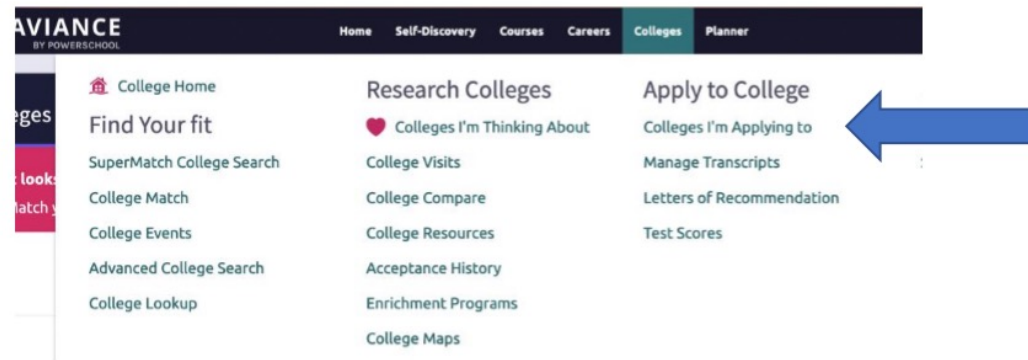 AVIANCE
BY POWERSCHOOL
Home Self-Discovery Courses Careers Colleges Planner
eges
looks
Match y
College Home
Find Your fit
SuperMatch College Search
College Match
College Events
Advanced College Search
College Lookup
Research Colleges
Colleges I'm Thinking About
College Visits
College Compare
College Resources
Acceptance History
Enrichment Programs
College Maps
Apply to College
Colleges I'm Applying to
Manage Transcripts
Letters of Recommendation
Test Scores